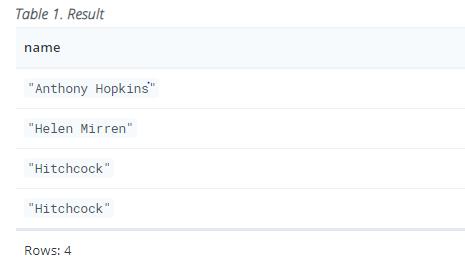 Table 1. Result
name
"Anthony Hopkins"
"Helen Mirren"
"Hitchcock"
"Hitchcock"
Rows: 4